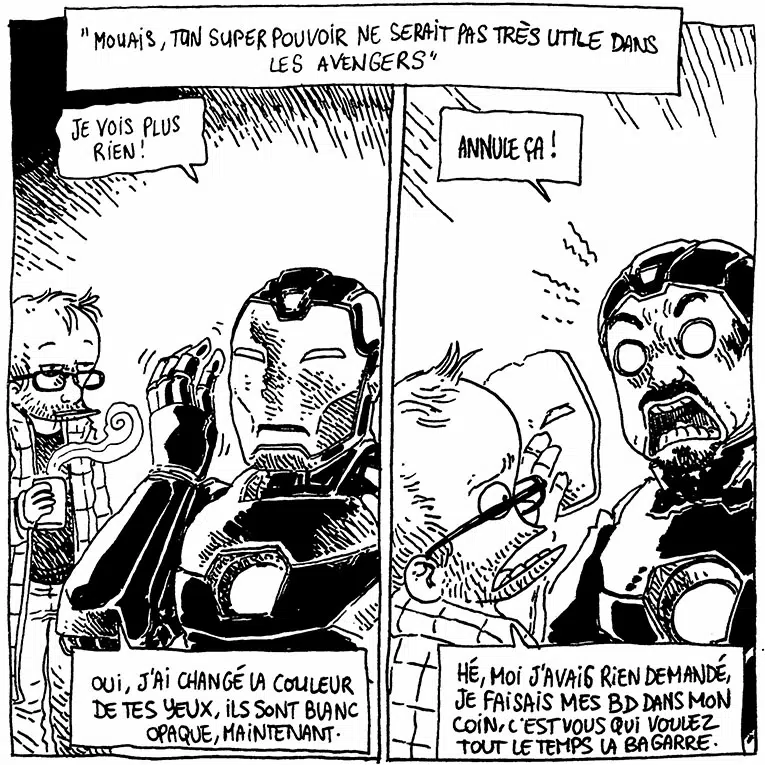 "MOUAIS, TON SUPER POUVOIR NE SERAIT PAS TRÈS UTILE DANS
LES AVENGERS"
JE VOIS PLUS
RIEN !
OUI, J'AI CHANGÉ LA COULEUR
DE TES YEUX, ILS SONT BLANC
OPAQUE, MAINTENANT.
ANNULE ÇA !
HÉ, MOI J'AVAIS RIEN DEMANDÉ,
JE FAISAIS MES BD DANS MON
COIN, C'EST VOUS QUI VOULEZ
TOUT LE TEMPS LA BAGARRE.